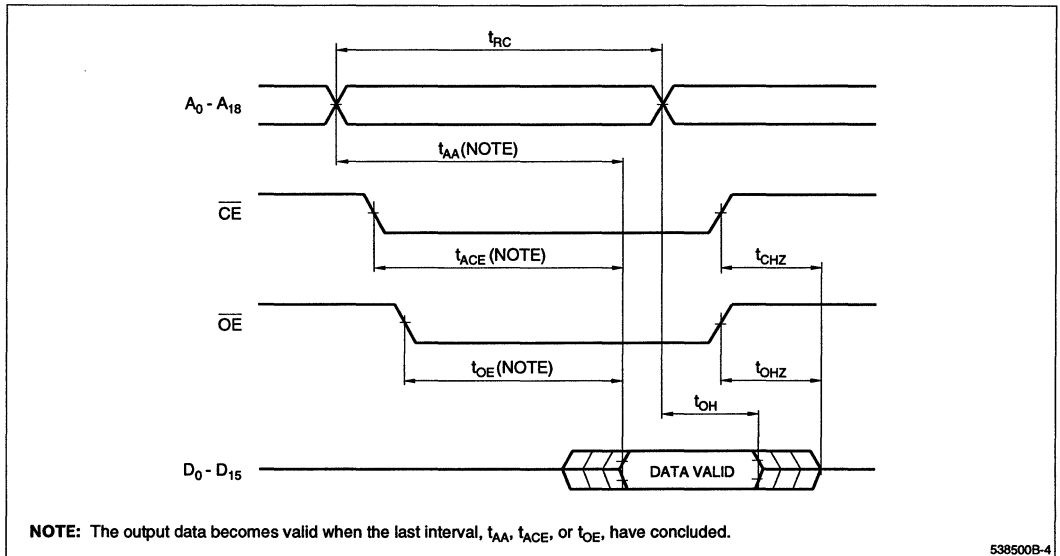 tRC
A0 - A18
tAA (NOTE)
CE
tACE (NOTE)
tCHZ
OE
tOE (NOTE)
tOHZ
tOH
D0 - D15
DATA VALID
NOTE: The output data becomes valid when the last interval, tAA, tACE, or tOE, have concluded.
538500B-4